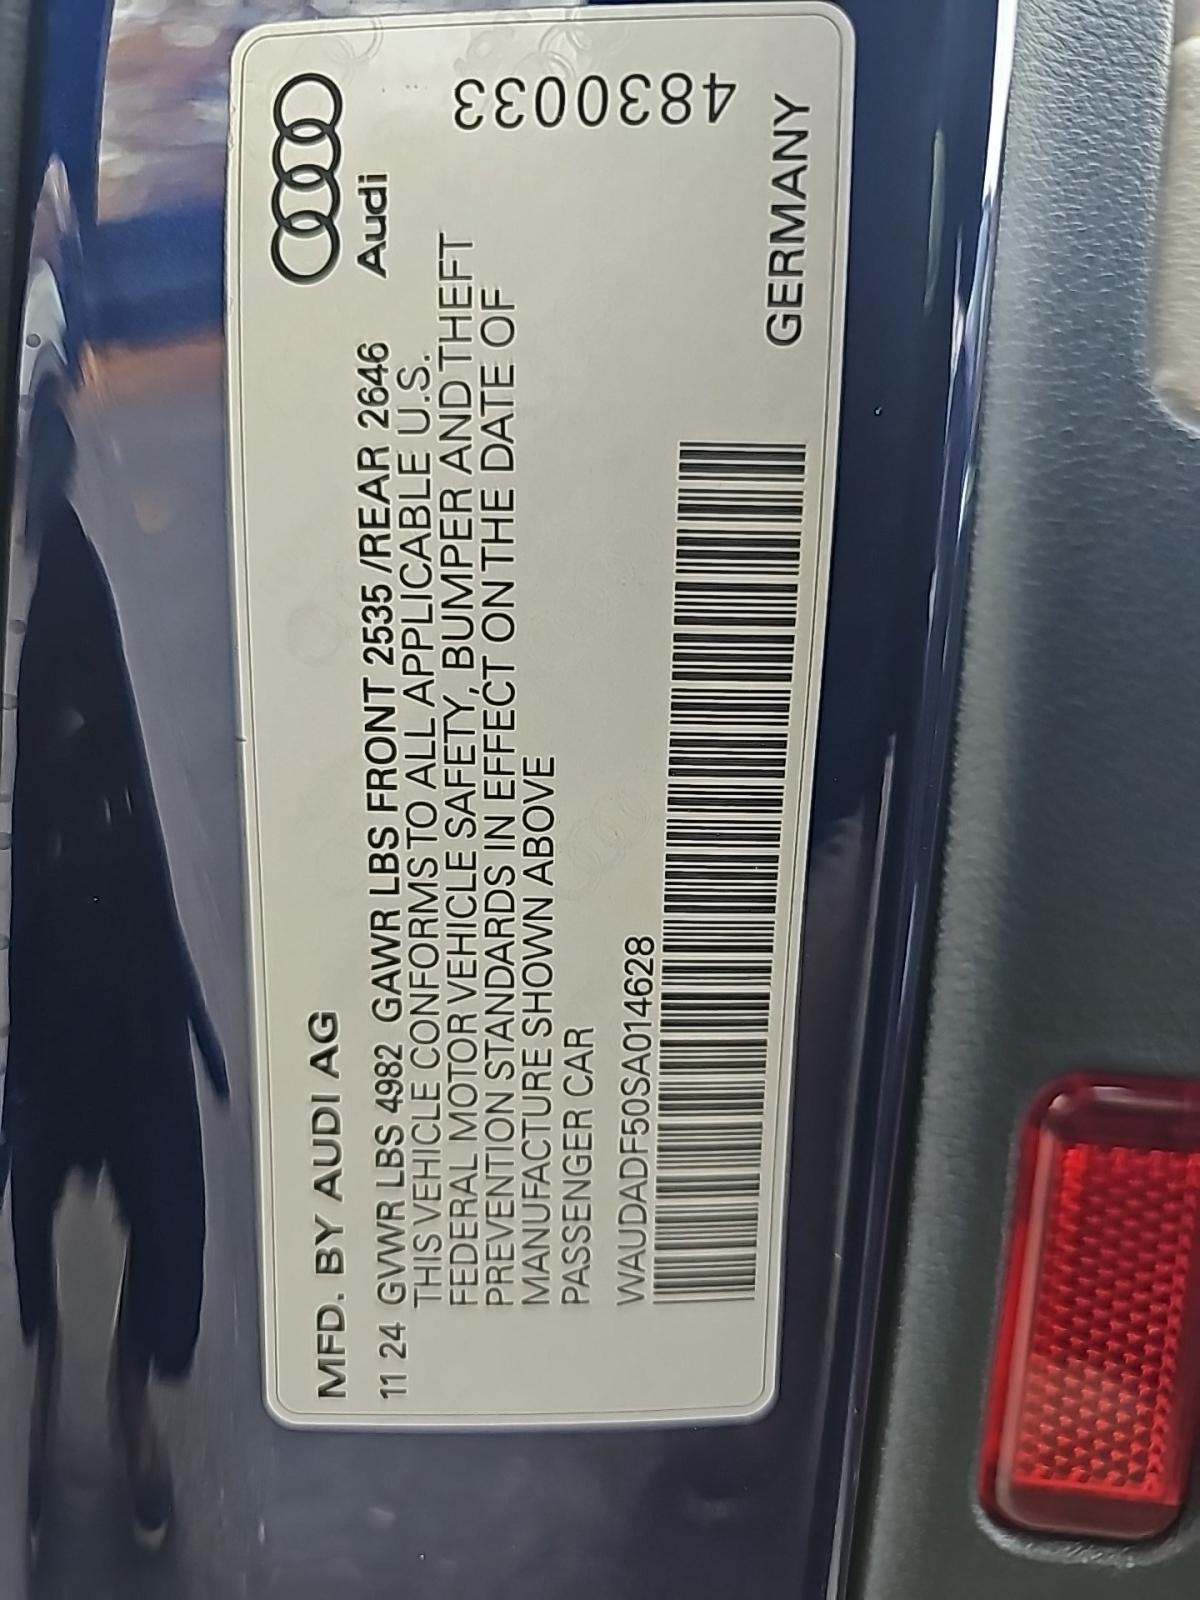 MFD. BY AUDI AG
Audi
11 24 GVWR LBS 4982 GAWR LBS FRONT 2535 /REAR 2646
THIS VEHICLE CONFORMS TO ALL APPLICABLE U.S.
FEDERAL MOTOR VEHICLE SAFETY, BUMPER AND THEFT
PREVENTION STANDARDS IN EFFECT ON THE DATE OF
MANUFACTURE SHOWN ABOVE
PASSENGER CAR
WAUDADF50SA014628
GERMANY
4830033